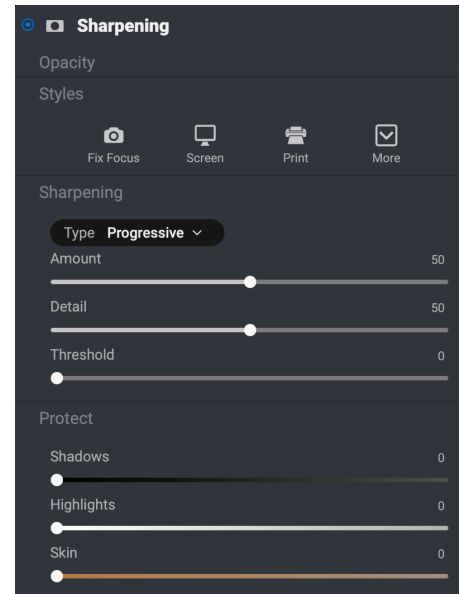 Sharpening
Opacity
Styles
Fix Focus Screen Print More
Sharpening
Type Progressive
Amount 50
Detail 50
Threshold 0
Protect
Shadows 0
Highlights 0
Skin 0